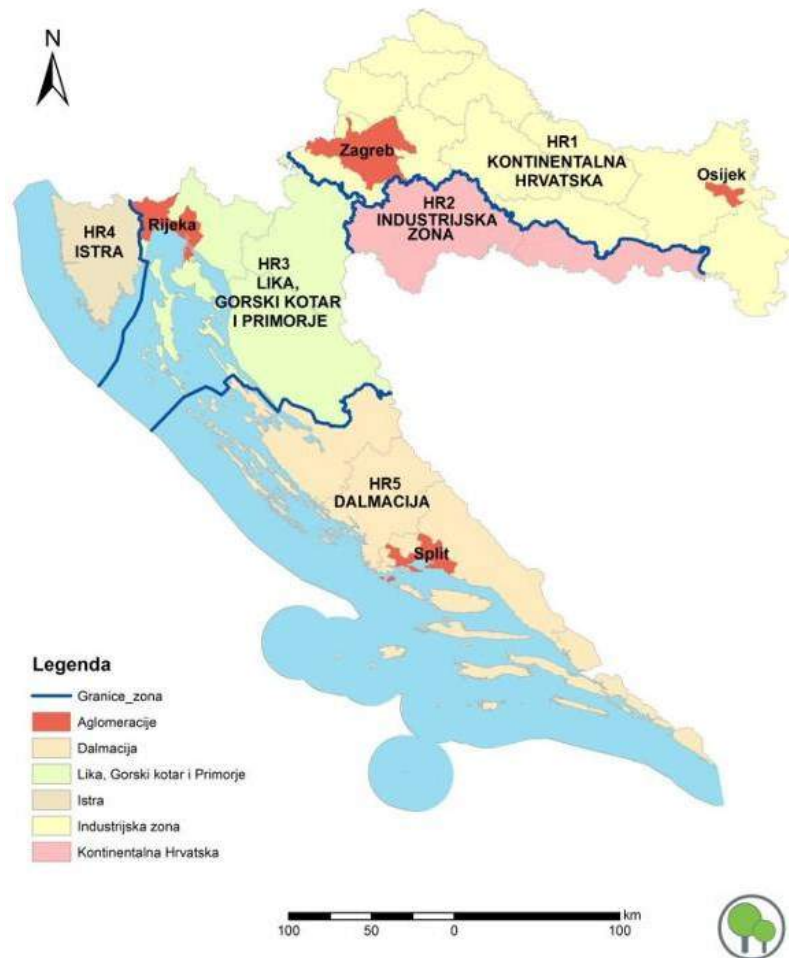 N
Zagreb
HR1
KONTINENTALNA
HRVATSKA
Osijek
HR2
INDUSTRIJSKA
ZONA
Rijeka
HR4
ISTRA
HR3
LIKA,
GORSKI KOTAR
I PRIMORJE
HR5
DALMACIJA
Split
Legenda
Granice_zona
Aglomeracije
Dalmacija
Lika, Gorski kotar i Primorje
Istra
Industrijska zona
Kontinentalna Hrvatska
km
100 50 0 100